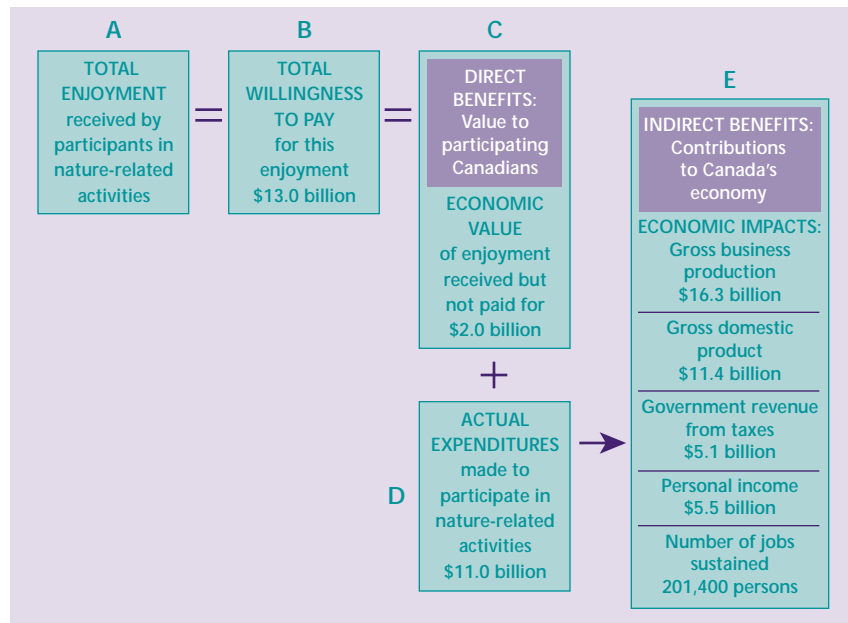 A
TOTAL
ENJOYMENT
received by
participants in
nature-related
activities
=
B
TOTAL
WILLINGNESS
TO PAY
for this
enjoyment
$13.0 billion
=
C
DIRECT
BENEFITS:
Value to
participating
Canadians
ECONOMIC
VALUE
of enjoyment
received but
not paid for
$2.0 billion
+
D
ACTUAL
EXPENDITURES
made to
participate in
nature-related
activities
$11.0 billion
E
INDIRECT BENEFITS:
Contributions
to Canada's
economy
ECONOMIC IMPACTS:
Gross business
production
$16.3 billion
Gross domestic
product
$11.4 billion
Government revenue
from taxes
$5.1 billion
Personal income
$5.5 billion
Number of jobs
sustained
201,400 persons